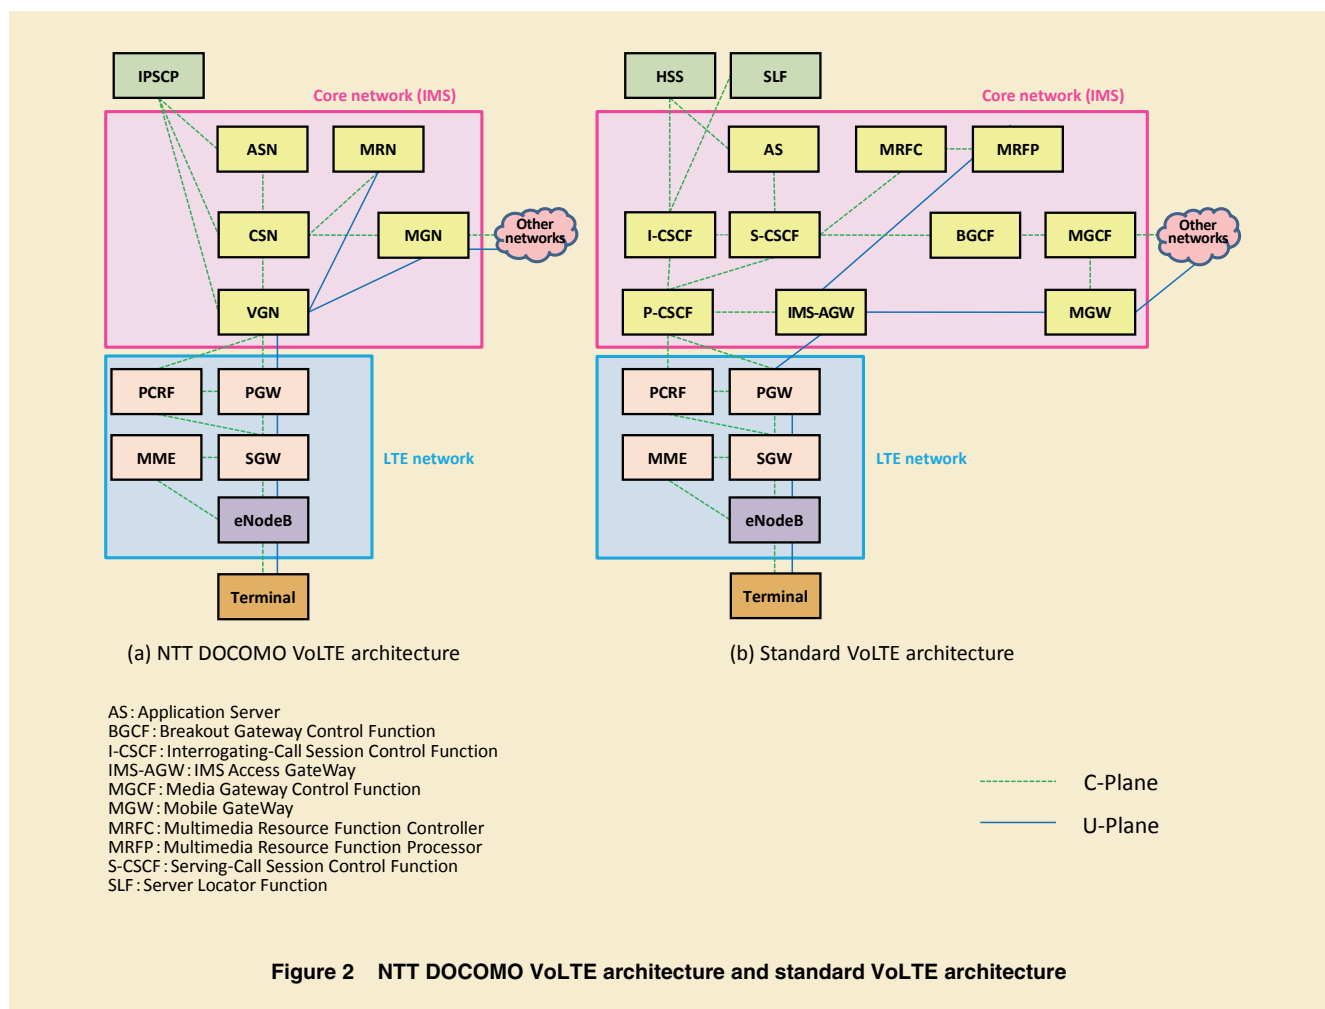 IPSCP
Core network (IMS)
ASN
MRN
CSN
MGN
Other
networks
VGN
PCRF
PGW
MME
SGW
LTE network
eNodeB
Terminal
(a) NTT DOCOMO VoLTE architecture
HSS
SLF
Core network (IMS)
AS
MRFC
MRFP
I-CSCF
S-CSCF
BGCF
MGCF
Other
networks
P-CSCF
IMS-AGW
MGW
PCRF
PGW
MME
SGW
LTE network
eNodeB
Terminal
(b) Standard VoLTE architecture
AS : Application Server
BGCF : Breakout Gateway Control Function
I-CSCF : Interrogating-Call Session Control Function
IMS-AGW : IMS Access GateWay
MGCF : Media Gateway Control Function
MGW : Mobile GateWay
MRFC : Multimedia Resource Function Controller
MRFP : Multimedia Resource Function Processor
S-CSCF : Serving-Call Session Control Function
SLF : Server Locator Function
C-Plane
U-Plane
Figure 2 NTT DOCOMO VoLTE architecture and standard VoLTE architecture